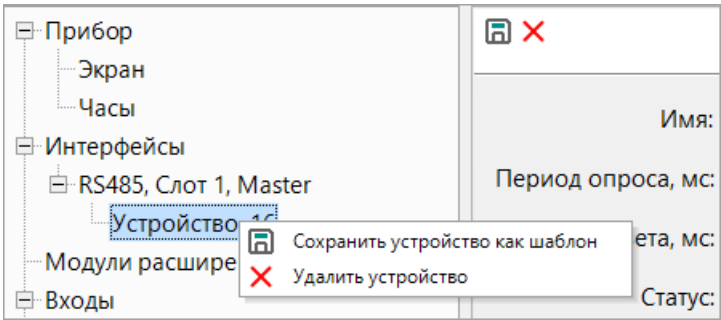 Прибор
Экран
Часы
Интерфейсы
RS485, Слот 1, Master
Устройство
Модули расшире
Входы
Сохранить устройство как шаблон
Удалить устройство
Имя:
Период опроса, мс:
ета, мс:
Статус: